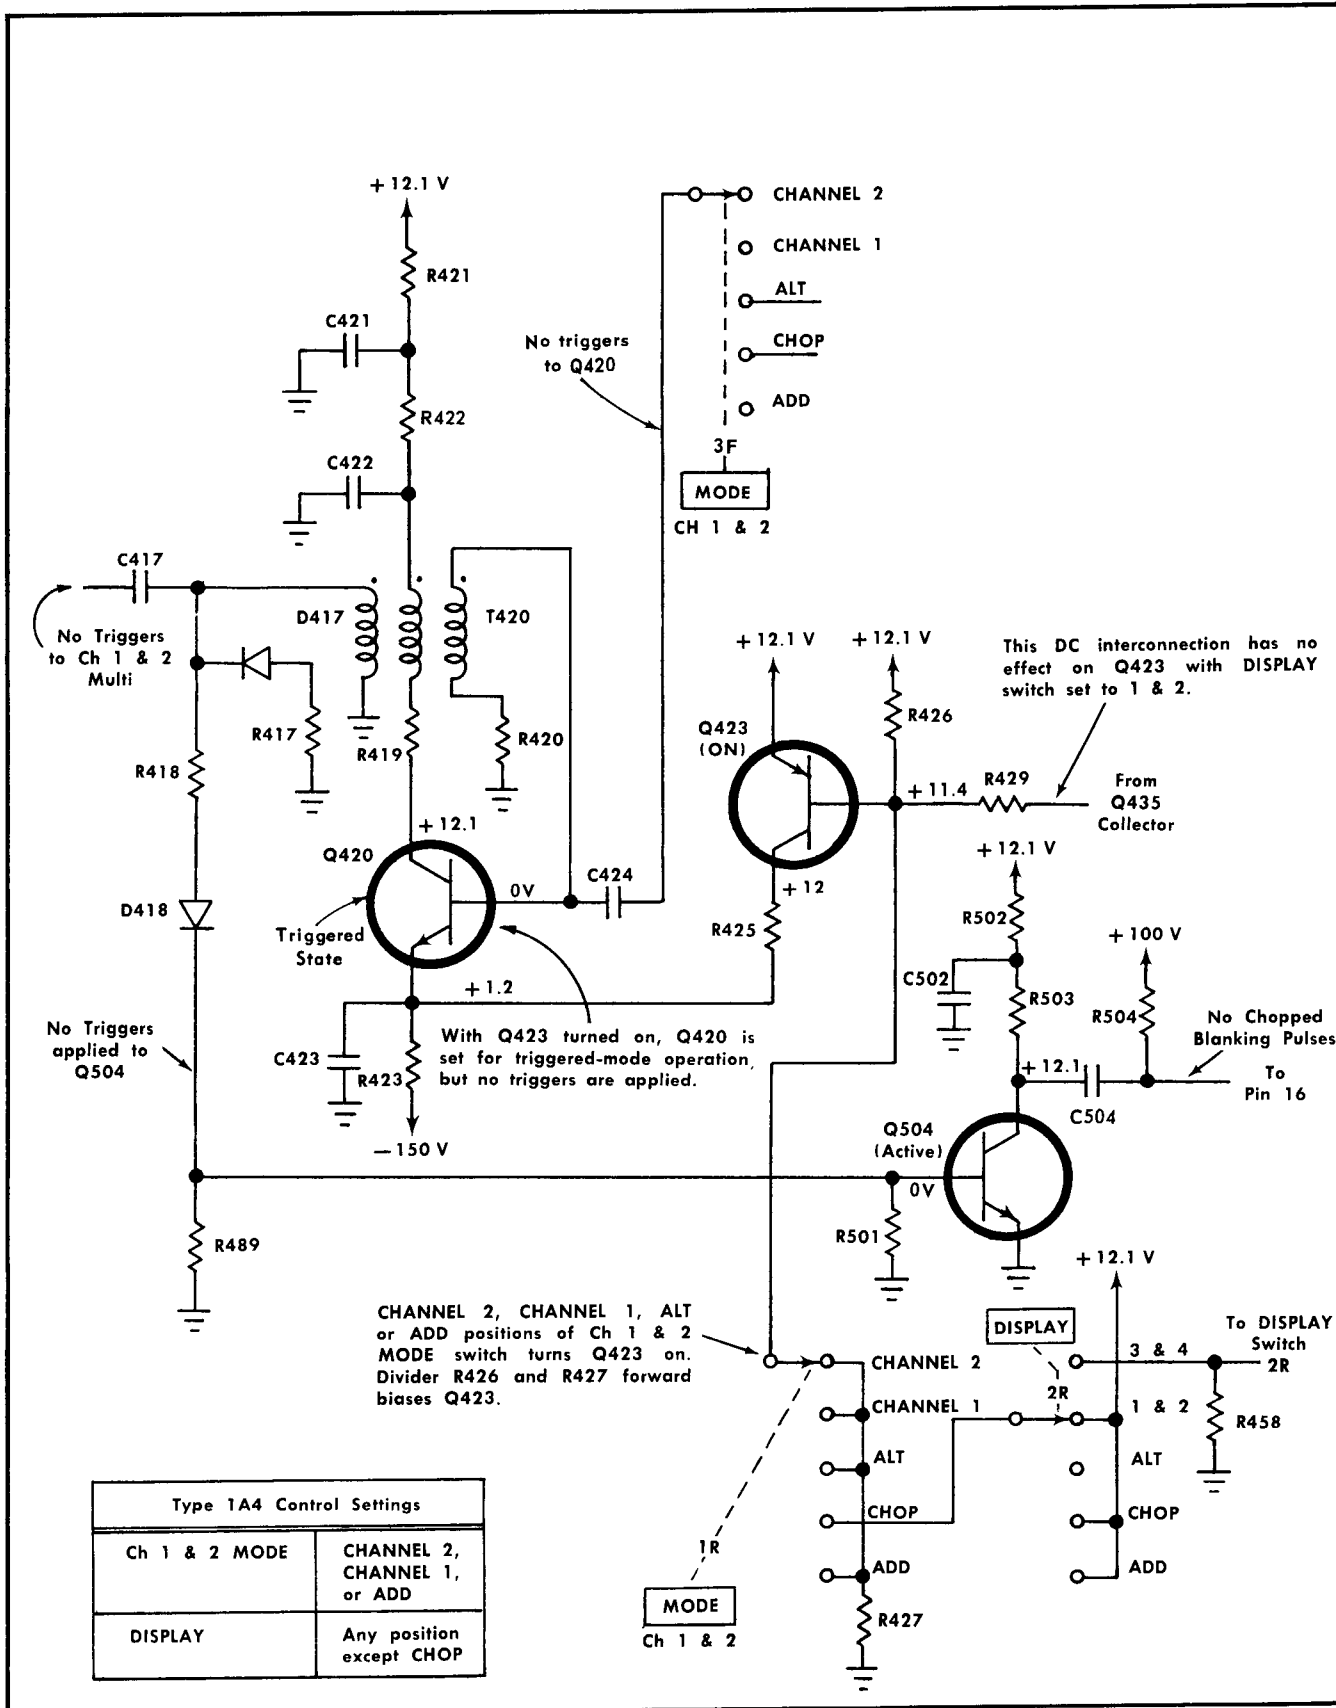 + 12.1 V
R421
C421
R422
C422
No triggers
to Q420
CHANNEL 2
CHANNEL 1
ALT
CHOP
ADD
3F
MODE
CH 1 & 2
C417
No Triggers
to Ch 1 & 2
Multi
D417
T420
R417
R418
R419
R420
+ 12.1
Q420
0V
C424
D418
Triggered
State
+ 1.2
No Triggers
applied to
Q504
C423
R423
– 150 V
With Q423 turned on, Q420 is
set for triggered-mode operation,
but no triggers are applied.
+ 12.1 V
+ 12.1 V
Q423
(ON)
R426
This DC interconnection has no
effect on Q423 with DISPLAY
switch set to 1 & 2.
+ 11.4
R429
From
Q435
Collector
+ 12
R425
+ 12.1 V
R502
C502
R503
+ 100 V
R504
No Chopped
Blanking Pulses
+ 12.1
C504
To
Pin 16
Q504
(Active)
0V
R501
R489
+ 12.1 V
CHANNEL 2, CHANNEL 1, ALT
or ADD positions of Ch 1 & 2
MODE switch turns Q423 on.
Divider R426 and R427 forward
biases Q423.
CHANNEL 2
CHANNEL 1
ALT
CHOP
ADD
1R
MODE
Ch 1 & 2
R427
DISPLAY
2R
3 & 4
1 & 2
ALT
CHOP
ADD
To DISPLAY
Switch
2R
R458
Type 1A4 Control Settings
Ch 1 & 2 MODE
CHANNEL 2,
CHANNEL 1,
or ADD
DISPLAY
Any position
except CHOP